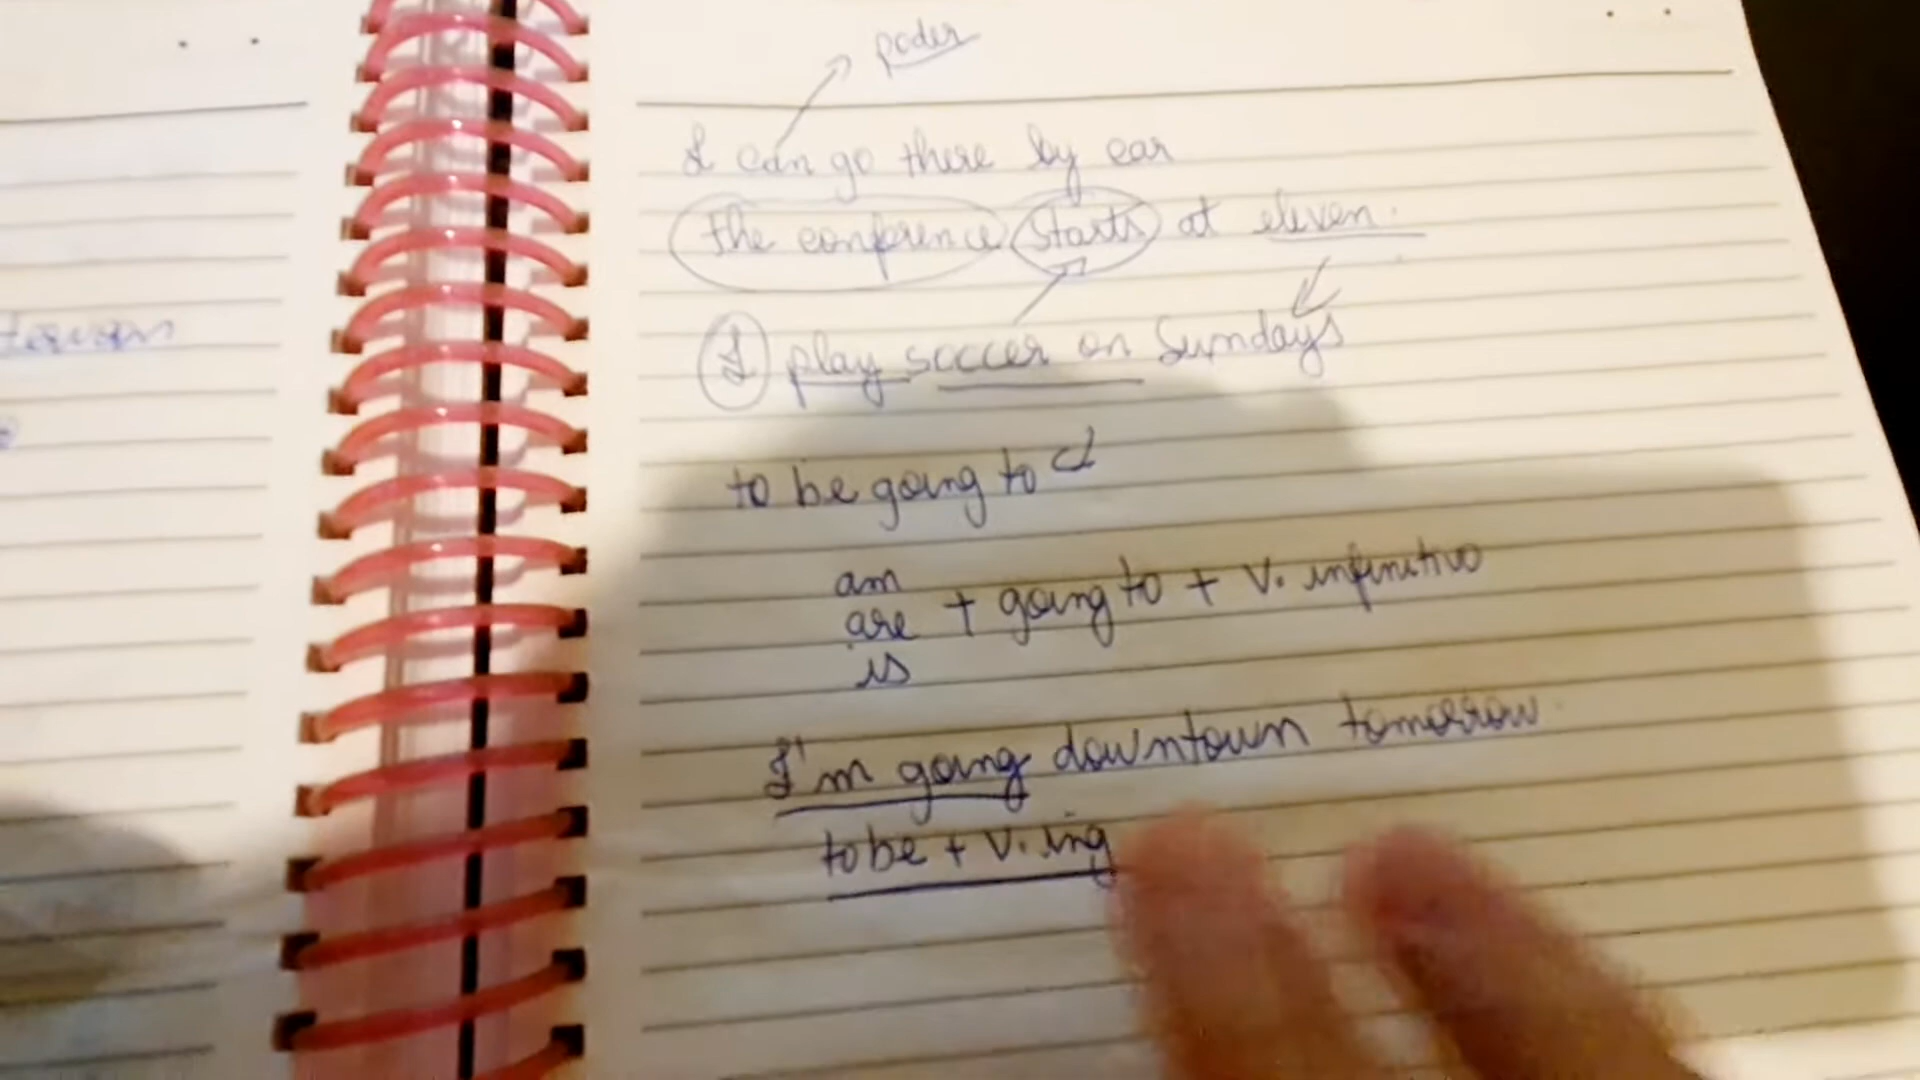 poder
I can go there by car
the conference starts at eleven.
I play soccer on Sundays
to be going to
am
are + going to + v. infinitivo
is
I'm going downtown tomorrow.
to be + v. ing